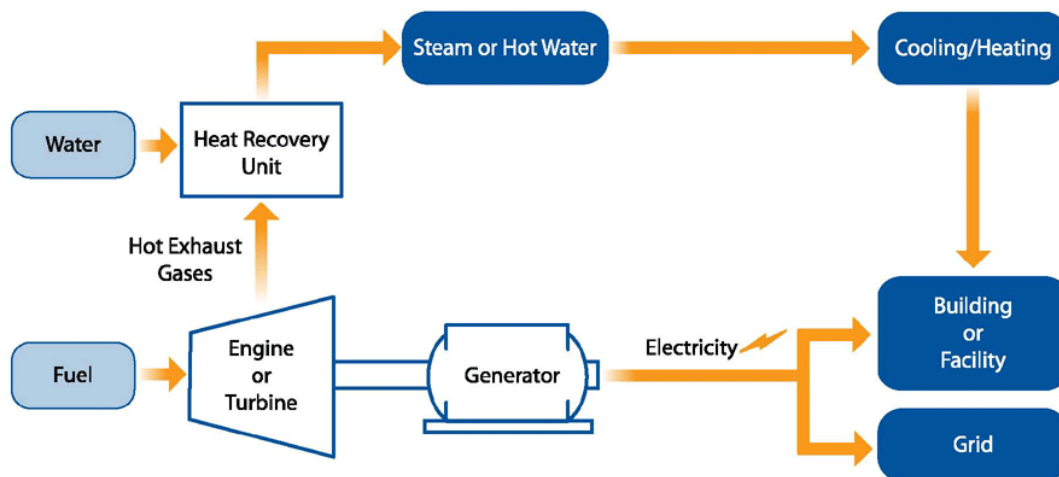 Steam or Hot Water
Cooling/Heating
Water
Heat Recovery
Unit
Hot Exhaust
Gases
Fuel
Engine
or
Turbine
Generator
Electricity
Building
or
Facility
Grid